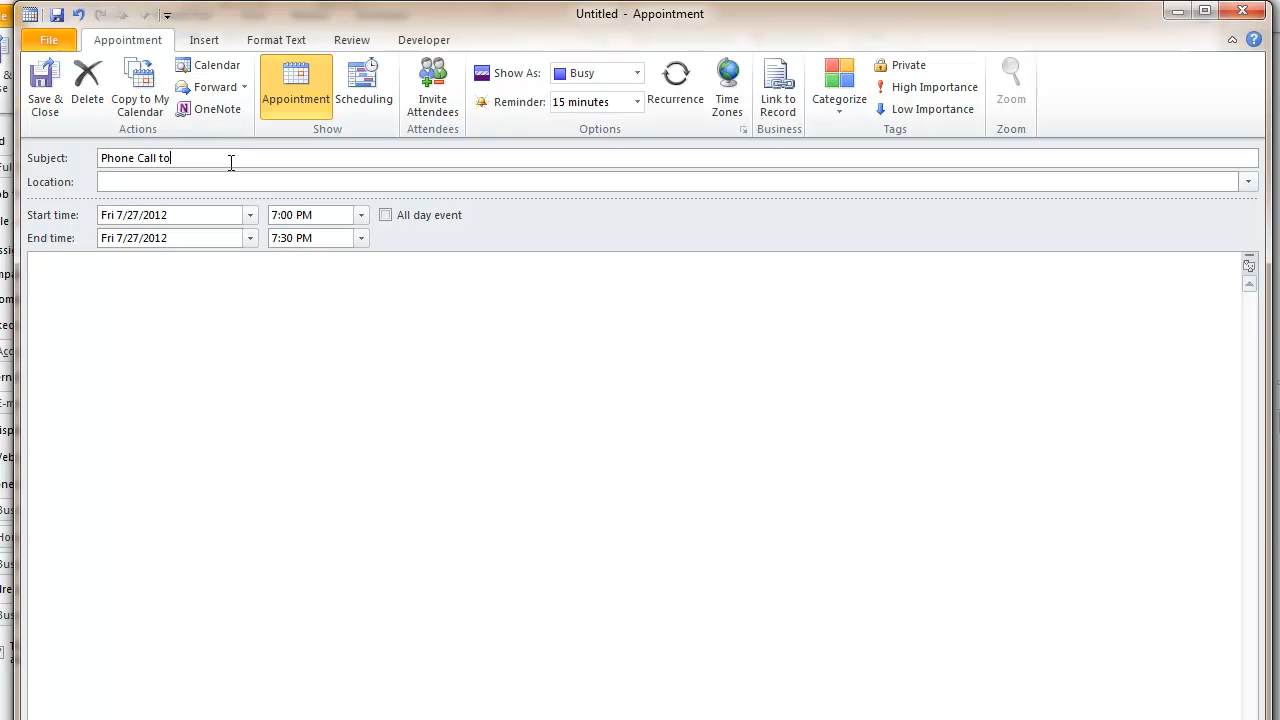 Untitled - Appointment
File Appointment Insert Format Text Review Developer
Save & Close
Delete
Copy to My Calendar
Calendar
Forward
OneNote
Actions
Appointment
Scheduling
Show
Invite Attendees
Attendees
Show As: Busy
Reminder: 15 minutes
Recurrence
Time Zones
Options
Link to Record
Business
Categorize
Private
High Importance
Low Importance
Tags
Zoom
Zoom
Subject: Phone Call to
Location:
Start time: Fri 7/27/2012 7:00 PM All day event
End time: Fri 7/27/2012 7:30 PM